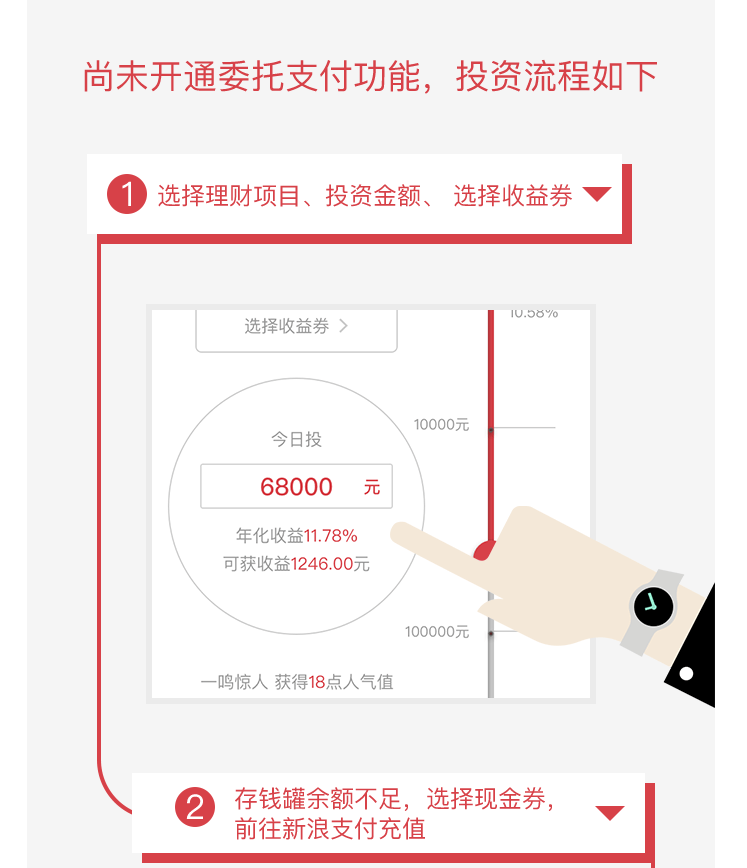 尚未开通委托支付功能，投资流程如下
1 选择理财项目、投资金额、 选择收益券
10.58%
选择收益券 >
10000元
今日投
68000 元
年化收益11.78%
可获收益1246.00元
100000元
一鸣惊人 获得18点人气值
2 存钱罐余额不足，选择现金券，
前往新浪支付充值